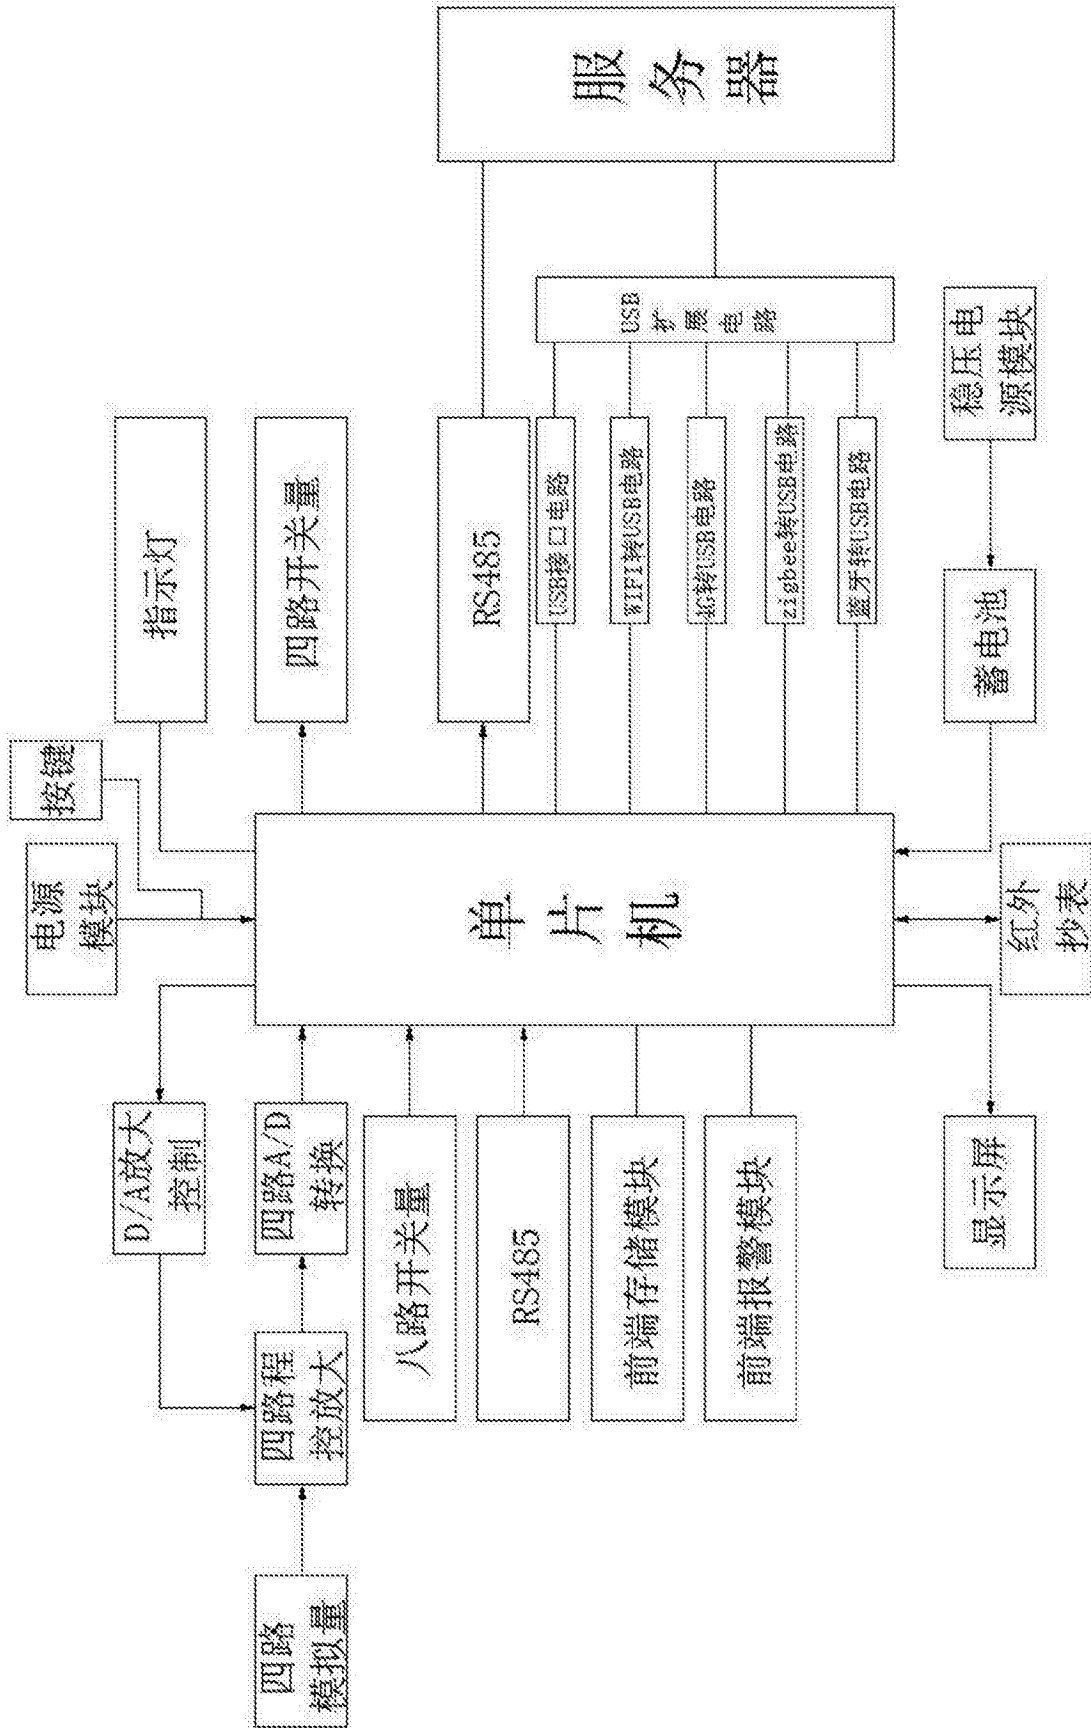 按键
电源
模块
指示灯
D/A放大
控制
四路
模拟量
四路程
控放大
四路A/D
转换
四路开关量
八路开关量
RS485
前端存储模块
前端报警模块
单片机
RS485
USB接口电路
WIFI转USB电路
4G转USB电路
zigbee转USB电路
蓝牙转USB电路
USB
扩展电路
服务器
显示屏
红外
抄表
蓄电池
稳压电
源模块